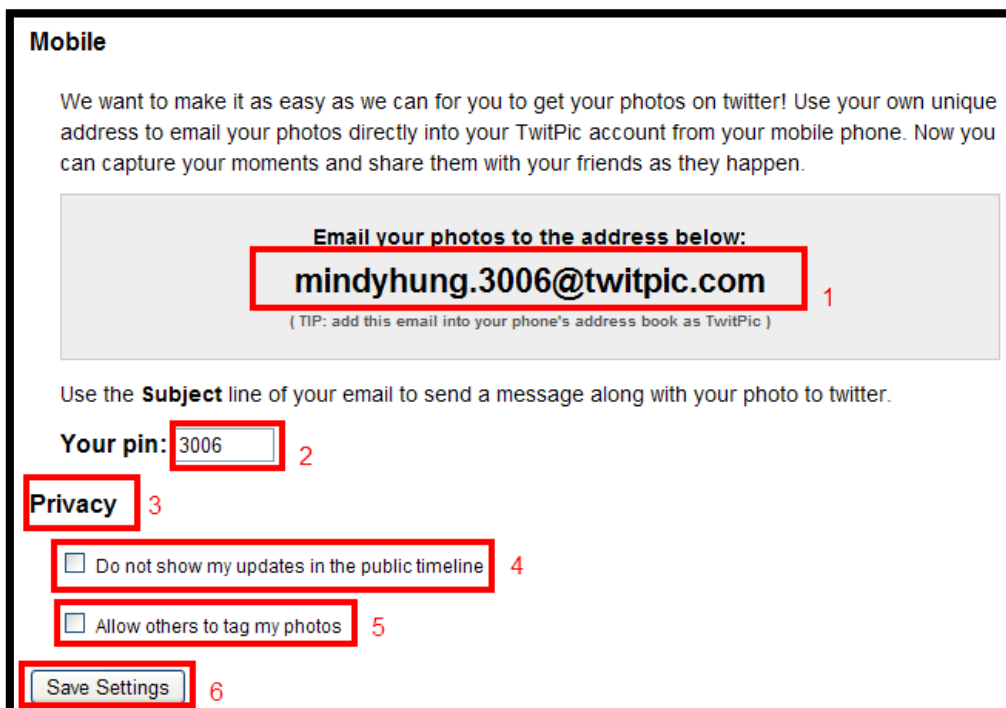 Mobile
We want to make it as easy as we can for you to get your photos on twitter! Use your own unique
address to email your photos directly into your TwitPic account from your mobile phone. Now you
can capture your moments and share them with your friends as they happen.
Email your photos to the address below:
mindyhung.3006@twitpic.com 1
( TIP: add this email into your phone's address book as TwitPic )
Use the Subject line of your email to send a message along with your photo to twitter.
Your pin: 3006 2
Privacy 3
Do not show my updates in the public timeline 4
Allow others to tag my photos 5
Save Settings 6